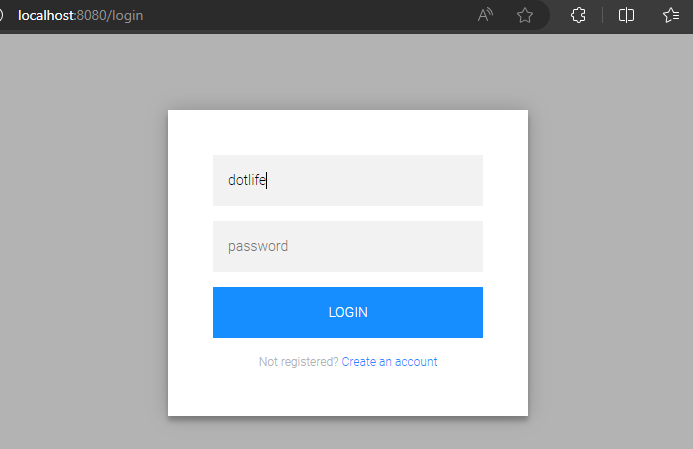 localhost:8080/login
dotlife
password
LOGIN
Not registered? Create an account